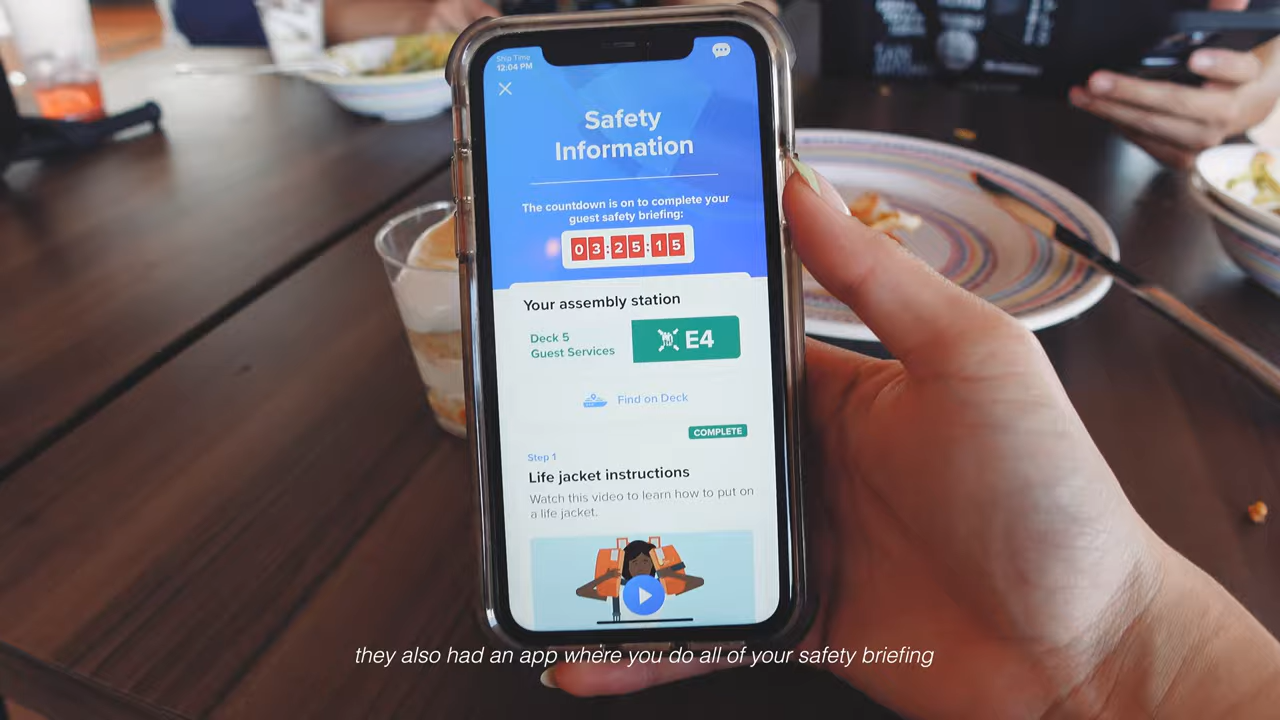 Ship Time
12:04 PM
Safety
Information
The countdown is on to complete your
guest safety briefing:
03:25:15
Your assembly station
Deck 5
Guest Services
E4
Find on Deck
COMPLETE
Step 1
Life jacket instructions
Watch this video to learn how to put on
a life jacket.
they also had an app where you do all of your safety briefing